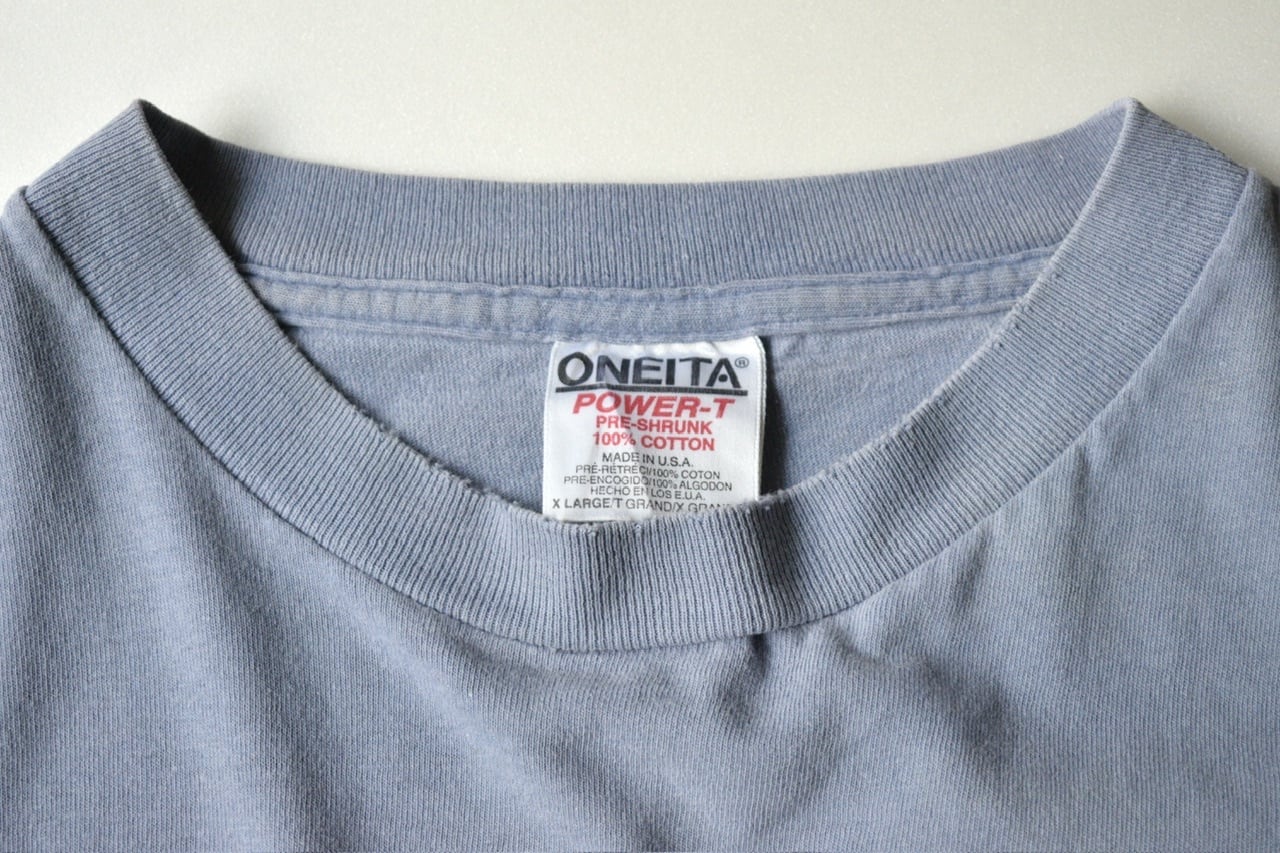 ONEITA®
POWER-T
PRE-SHRUNK
100% COTTON
MADE IN U.S.A.
PRÉ-RÉTRÉCI/100% COTON
PRE-ENCOGIDO/100% ALGODON
HECHO EN LOS E.U.A.
X LARGE/T GRAND/X